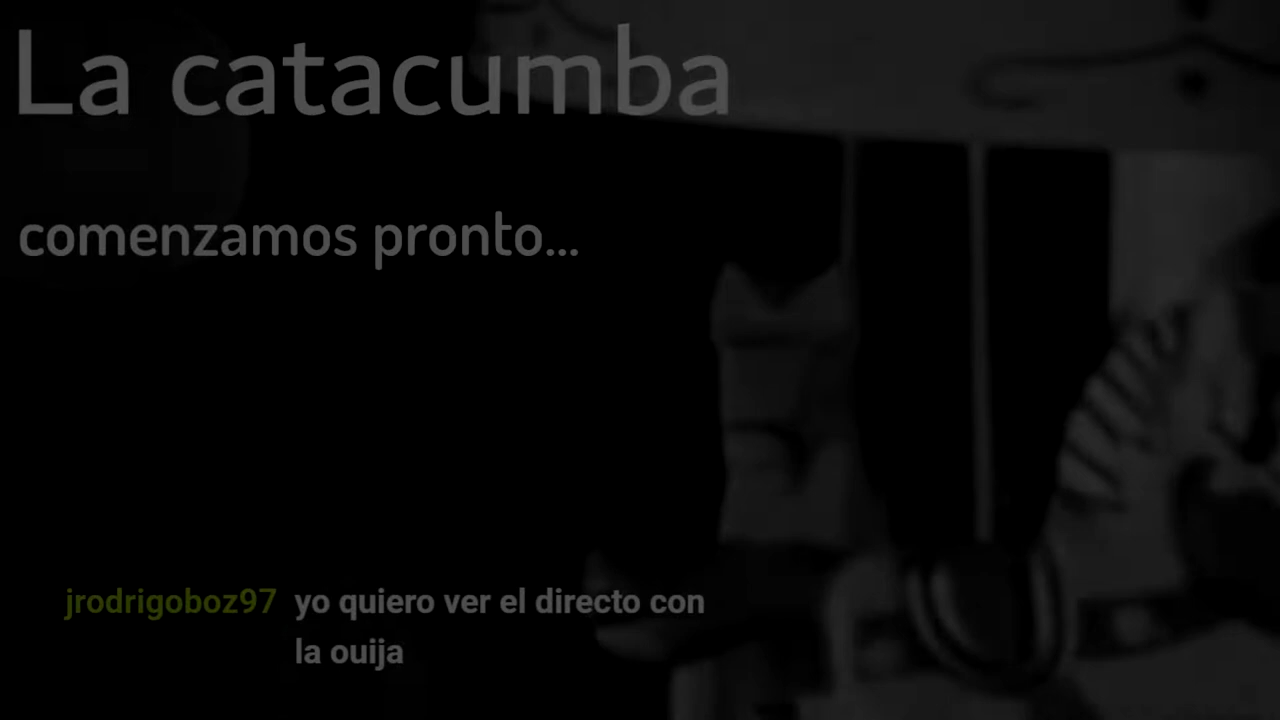 La catacumba
comenzamos pronto...
jrodrigoboz97 yo quiero ver el directo con
la ouija